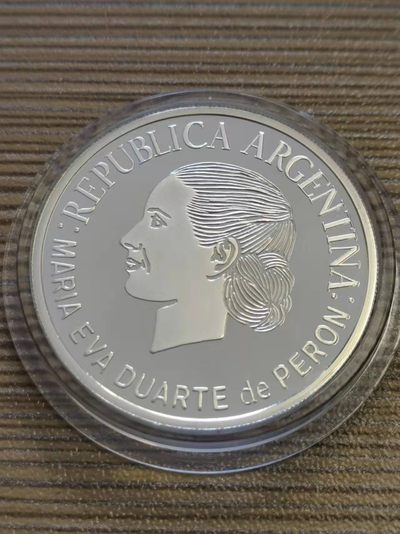 · REPUBLICA ARGENTINA ·
MARIA EVA DUARTE de PERON